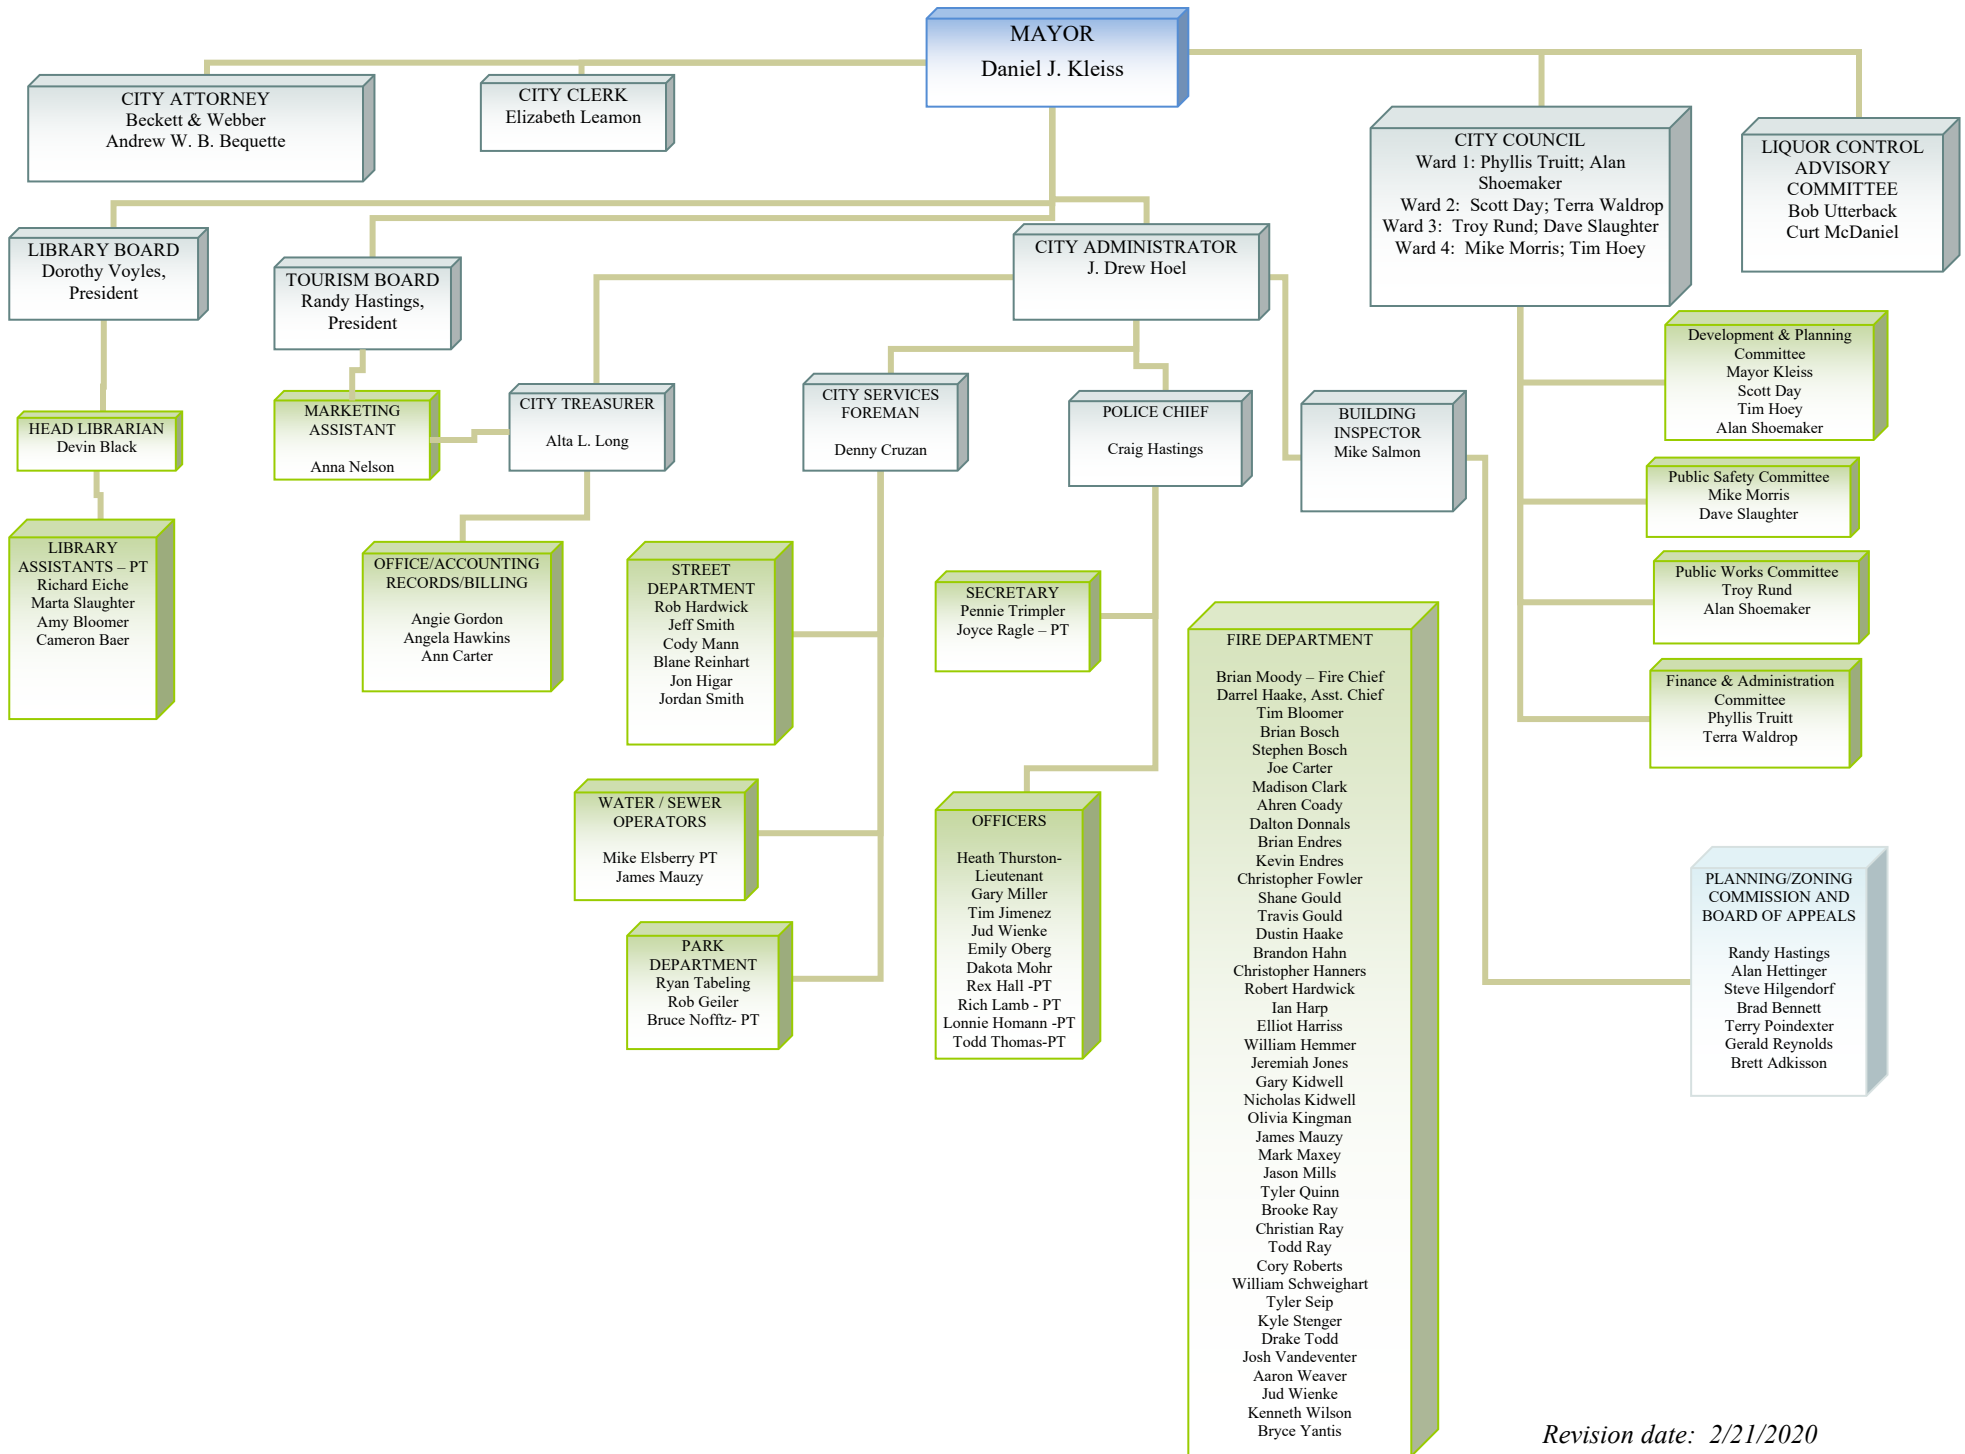 MAYOR
Daniel J. Kleiss
CITY ATTORNEY
Beckett & Webber
Andrew W. B. Bequette
CITY CLERK
Elizabeth Leamon
CITY COUNCIL
Ward 1: Phyllis Truitt; Alan
Shoemaker
Ward 2:  Scott Day; Terra Waldrop
Ward 3:  Troy Rund; Dave Slaughter
Ward 4:  Mike Morris; Tim Hoey
LIQUOR CONTROL
ADVISORY
COMMITTEE
Bob Utterback
Curt McDaniel
LIBRARY BOARD
Dorothy Voyles,
President
TOURISM BOARD
Randy Hastings,
President
CITY ADMINISTRATOR
J. Drew Hoel
HEAD LIBRARIAN
Devin Black
MARKETING
ASSISTANT
Anna Nelson
CITY TREASURER
Alta L. Long
CITY SERVICES
FOREMAN
Denny Cruzan
POLICE CHIEF
Craig Hastings
BUILDING
INSPECTOR
Mike Salmon
Development & Planning
Committee
Mayor Kleiss
Scott Day
Tim Hoey
Alan Shoemaker
Public Safety Committee
Mike Morris
Dave Slaughter
Public Works Committee
Troy Rund
Alan Shoemaker
Finance & Administration
Committee
Phyllis Truitt
Terra Waldrop
LIBRARY
ASSISTANTS – PT
Richard Eiche
Marta Slaughter
Amy Bloomer
Cameron Baer
OFFICE/ACCOUNTING
RECORDS/BILLING
Angie Gordon
Angela Hawkins
Ann Carter
STREET
DEPARTMENT
Rob Hardwick
Jeff Smith
Cody Mann
Blane Reinhart
Jon Higar
Jordan Smith
WATER / SEWER
OPERATORS
Mike Elsberry PT
James Mauzy
PARK
DEPARTMENT
Ryan Tabeling
Rob Geiler
Bruce Nofftz- PT
SECRETARY
Pennie Trimpler
Joyce Ragle – PT
OFFICERS
Heath Thurston-
Lieutenant
Gary Miller
Tim Jimenez
Jud Wienke
Emily Oberg
Dakota Mohr
Rex Hall -PT
Rich Lamb - PT
Lonnie Homann -PT
Todd Thomas-PT
FIRE DEPARTMENT
Brian Moody – Fire Chief
Darrel Haake, Asst. Chief
Tim Bloomer
Brian Bosch
Stephen Bosch
Joe Carter
Madison Clark
Ahren Coady
Dalton Donnals
Brian Endres
Kevin Endres
Christopher Fowler
Shane Gould
Travis Gould
Dustin Haake
Brandon Hahn
Christopher Hanners
Robert Hardwick
Ian Harp
Elliot Harriss
William Hemmer
Jeremiah Jones
Gary Kidwell
Nicholas Kidwell
Olivia Kingman
James Mauzy
Mark Maxey
Jason Mills
Tyler Quinn
Brooke Ray
Christian Ray
Todd Ray
Cory Roberts
William Schweighart
Tyler Seip
Kyle Stenger
Drake Todd
Josh Vandeventer
Aaron Weaver
Jud Wienke
Kenneth Wilson
Bryce Yantis
PLANNING/ZONING
COMMISSION AND
BOARD OF APPEALS
Randy Hastings
Alan Hettinger
Steve Hilgendorf
Brad Bennett
Terry Poindexter
Gerald Reynolds
Brett Adkisson
Revision date:  2/21/2020